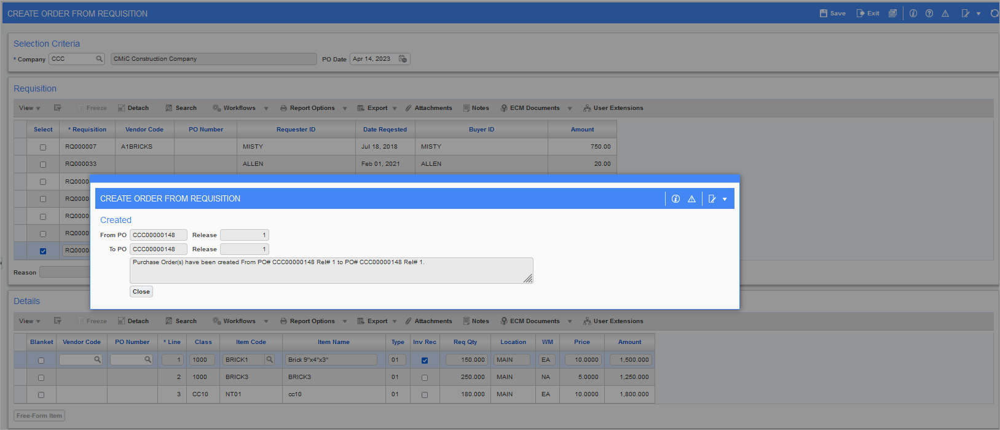 CREATE ORDER FROM REQUISITION Save Exit
Selection Criteria
* Company CCC CMiC Construction Company PO Date Apr 14, 2023
Requisition
View Freeze Detach Search Workflows Report Options Export Attachments Notes ECM Documents User Extensions
Select * Requisition Vendor Code PO Number Requester ID Date Reqested Buyer ID Amount
RQ000007 A1BRICKS MISTY Jul 18, 2018 MISTY 750.00
RQ000033 ALLEN Feb 01, 2021 ALLEN 20.00
RQ0000
RQ0000
RQ0000
RQ0000
RQ0000
CREATE ORDER FROM REQUISITION
Created
From PO CCC00000148 Release 1
To PO CCC00000148 Release 1
Purchase Order(s) have been created From PO# CCC00000148 Rel# 1 to PO# CCC00000148 Rel# 1.
Close
Reason
Details
View Freeze Detach Search Workflows Report Options Export Attachments Notes ECM Documents User Extensions
Blanket Vendor Code PO Number * Line Class Item Code Item Name Type Inv Rec Req Qty Location WM Price Amount
1 1000 BRICK1 Brick 9"x4"x3" 01 150.000 MAIN EA 10.0000 1,500.000
2 1000 BRICK3 BRICK3 01 250.000 MAIN NA 5.0000 1,250.000
3 CC10 NT01 cc10 01 180.000 MAIN EA 10.0000 1,800.000
Free-Form Item